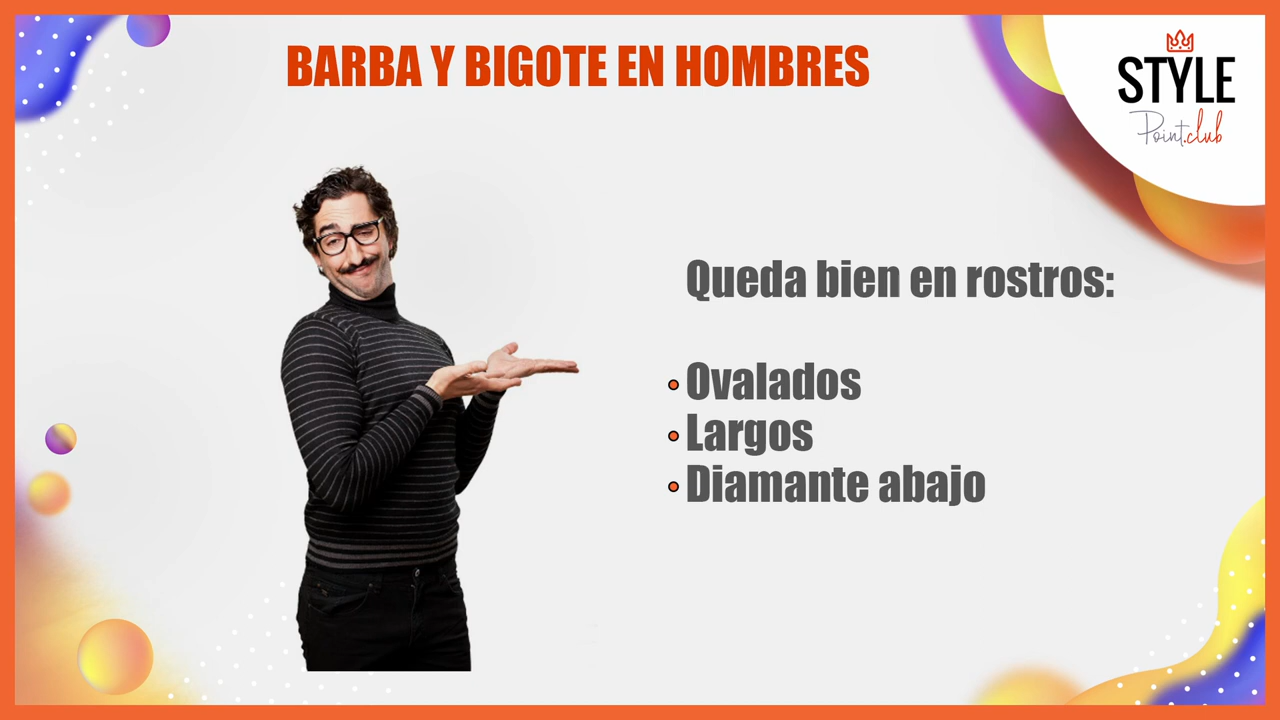 BARBA Y BIGOTE EN HOMBRES
STYLE
Point.club
Queda bien en rostros:
Ovalados
Largos
Diamante abajo